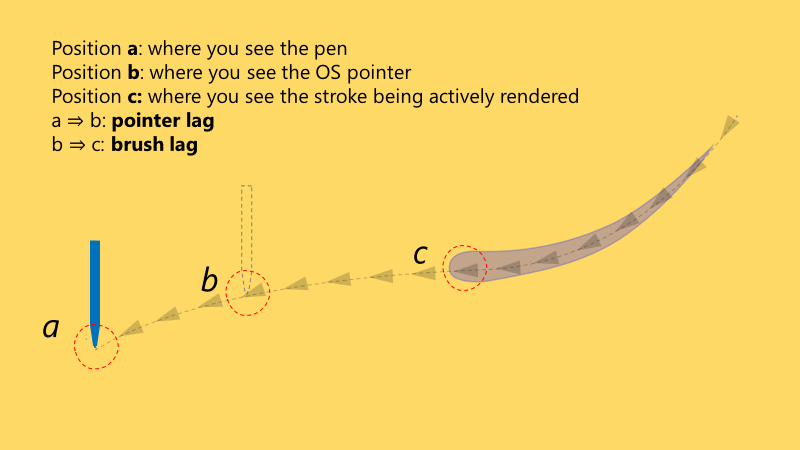 Position a: where you see the pen
Position b: where you see the OS pointer
Position c: where you see the stroke being actively rendered
a ⇒ b: pointer lag
b ⇒ c: brush lag
c
b
a